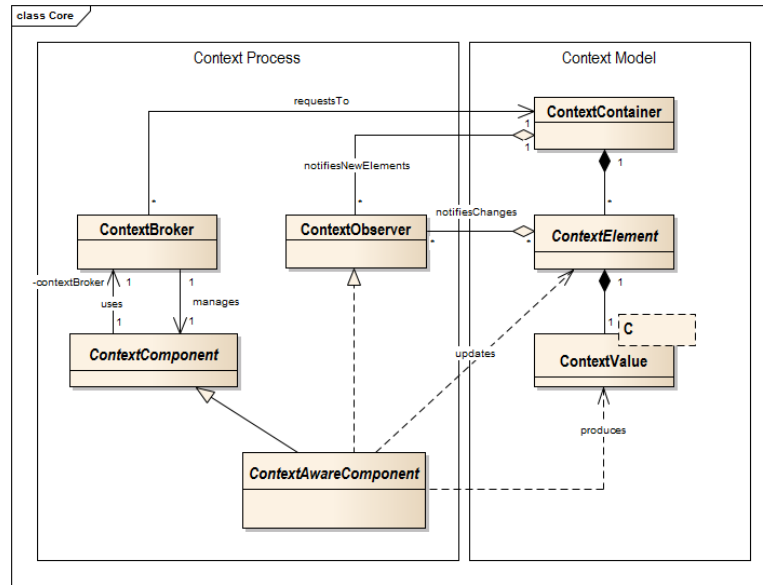 class Core
Context Process
Context Model
requestsTo
ContextContainer
1
1
1
notifiesNewElements
*
*
*
notifiesChanges
ContextBroker
ContextObserver
*
*
ContextElement
-contextBroker
1
1
1
uses
manages
1
1
1
C
ContextComponent
updates
ContextValue
produces
ContextAwareComponent